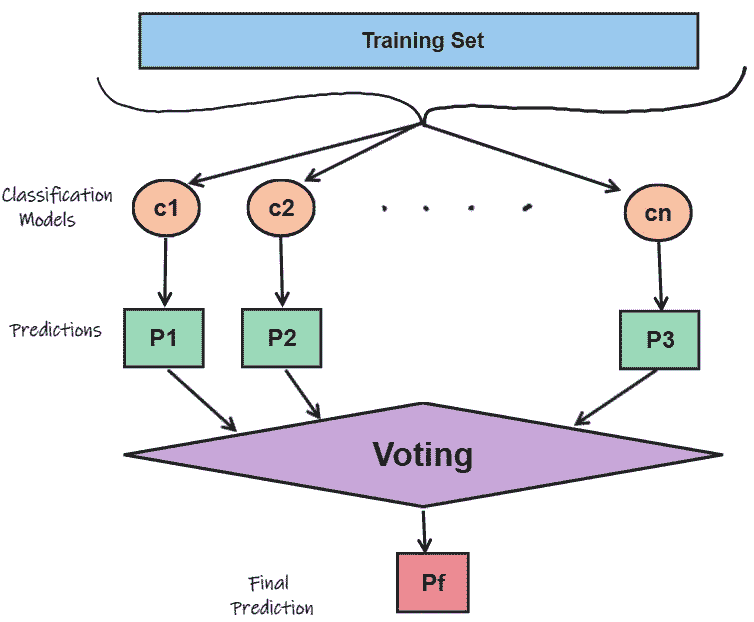 Training Set
Classification
Models
c1
c2
cn
Predictions
P1
P2
P3
Voting
Final
Prediction
Pf